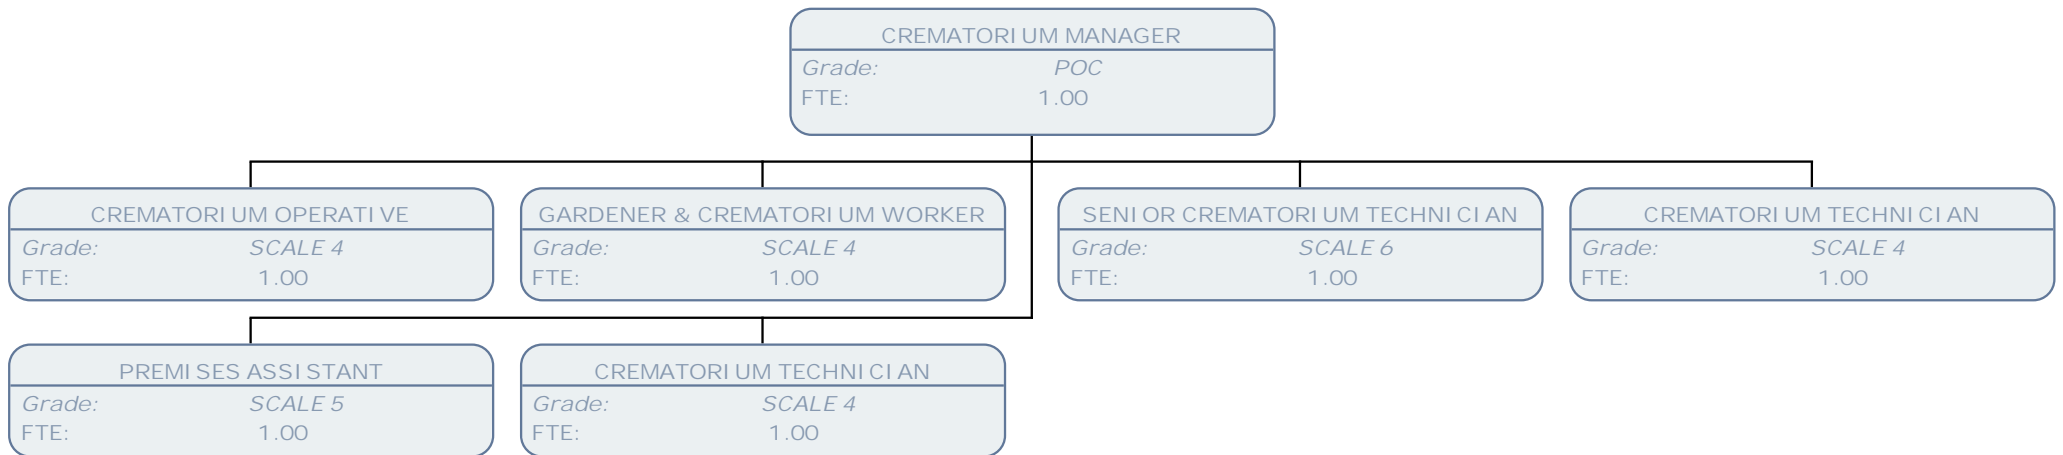 CREMATORIUM MANAGER
Grade: POC
FTE: 1.00
CREMATORIUM OPERATIVE
Grade: SCALE 4
FTE: 1.00
GARDENER & CREMATORIUM WORKER
Grade: SCALE 4
FTE: 1.00
SENIOR CREMATORIUM TECHNICIAN
Grade: SCALE 6
FTE: 1.00
CREMATORIUM TECHNICIAN
Grade: SCALE 4
FTE: 1.00
PREMISES ASSISTANT
Grade: SCALE 5
FTE: 1.00
CREMATORIUM TECHNICIAN
Grade: SCALE 4
FTE: 1.00